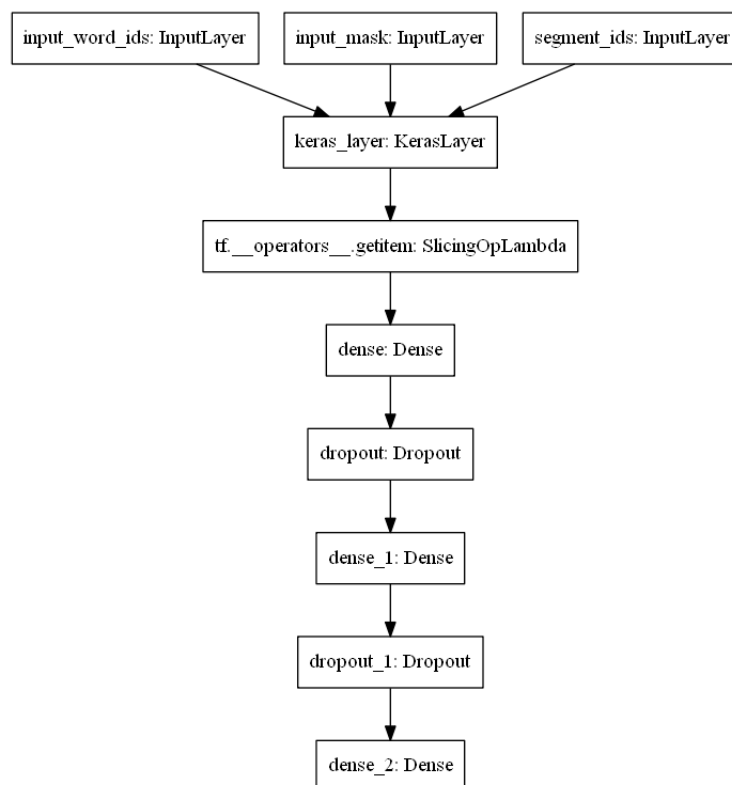 input_word_ids: InputLayer
input_mask: InputLayer
segment_ids: InputLayer
keras_layer: KerasLayer
tf.__operators__.getitem: SlicingOpLambda
dense: Dense
dropout: Dropout
dense_1: Dense
dropout_1: Dropout
dense_2: Dense